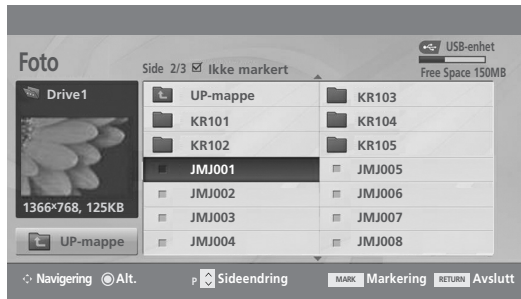 USB-enhet
Foto
Side 2/3 Ikke markert
Free Space 150MB
Drive1
UP-mappe
KR101
KR102
JMJ001
JMJ002
JMJ003
JMJ004
KR103
KR104
KR105
JMJ005
JMJ006
JMJ007
JMJ008
1366×768, 125KB
UP-mappe
Navigering Alt. P Sideendring MARK Markering RETURN Avslutt